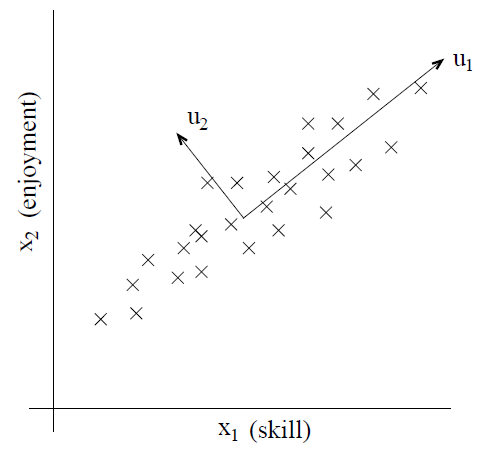 u₁
u₂
x₂ (enjoyment)
x₁ (skill)